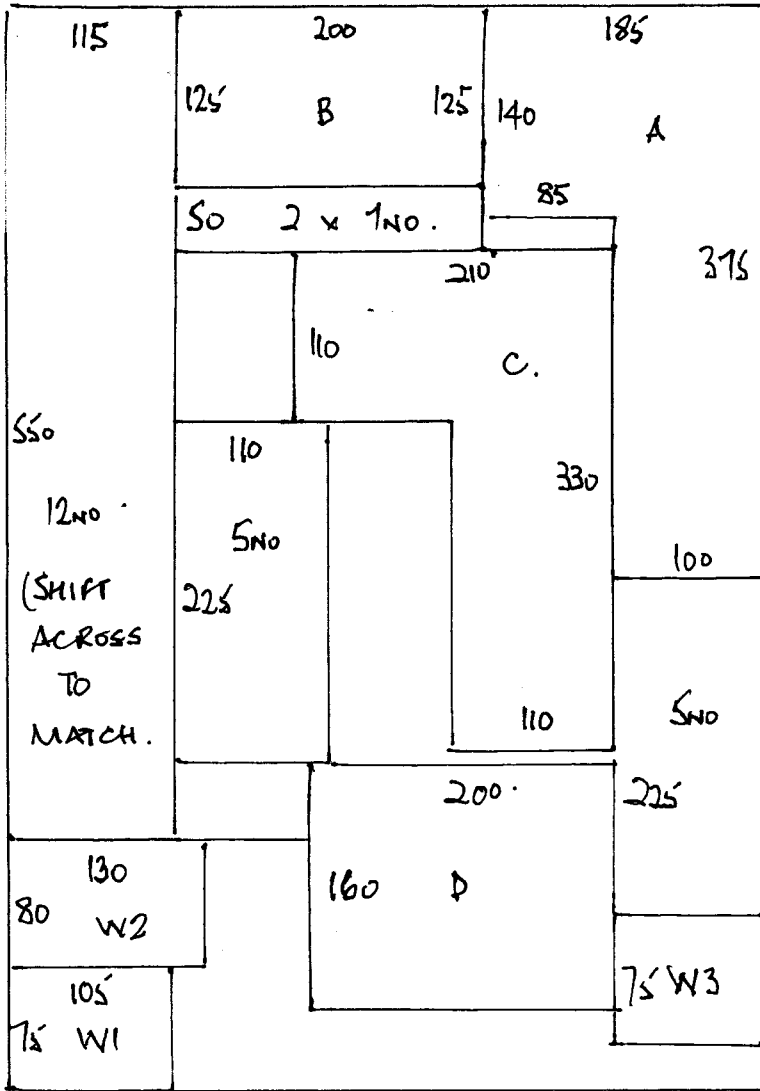 115
200
185
125
B
125
140
A
85
50 2 x 1NO.
210
375
110
C.
550
110
330
12NO.
5NO
100
(SHIFT
225
ACROSS
TO
MATCH.
110
5NO
200.
225
130
160
D
80 W2
105
75 W3
75 W1